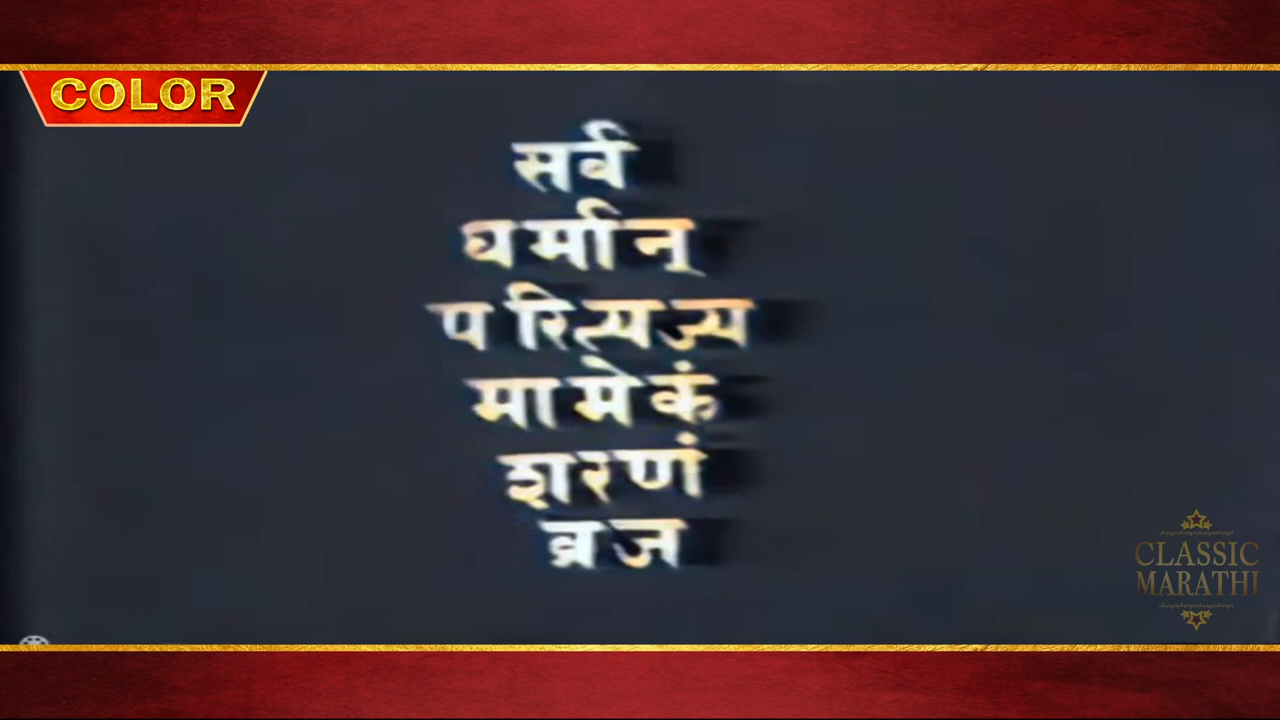 COLOR
सर्व
धर्मान्
परित्यज्य
मामेकं
शरणं
व्रज
CLASSIC
MARATHI